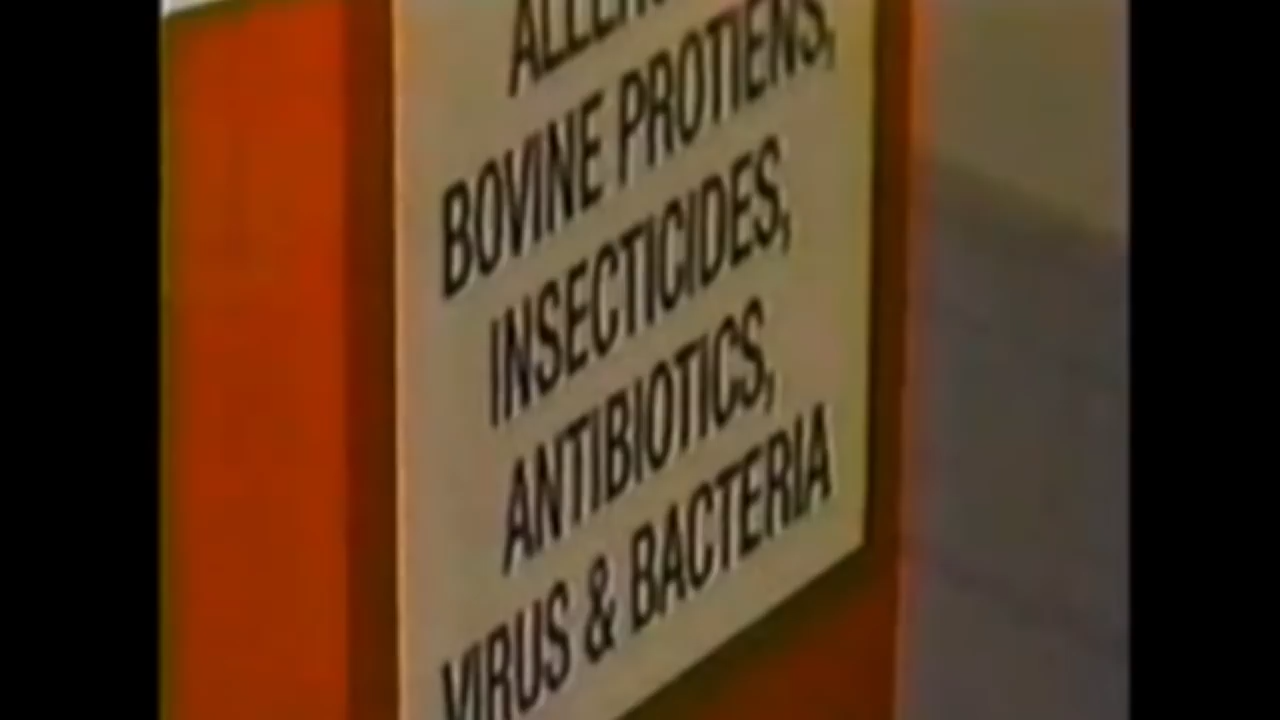 BOVINE PROTIENS,
INSECTICIDES,
ANTIBIOTICS,
VIRUS & BACTERIA